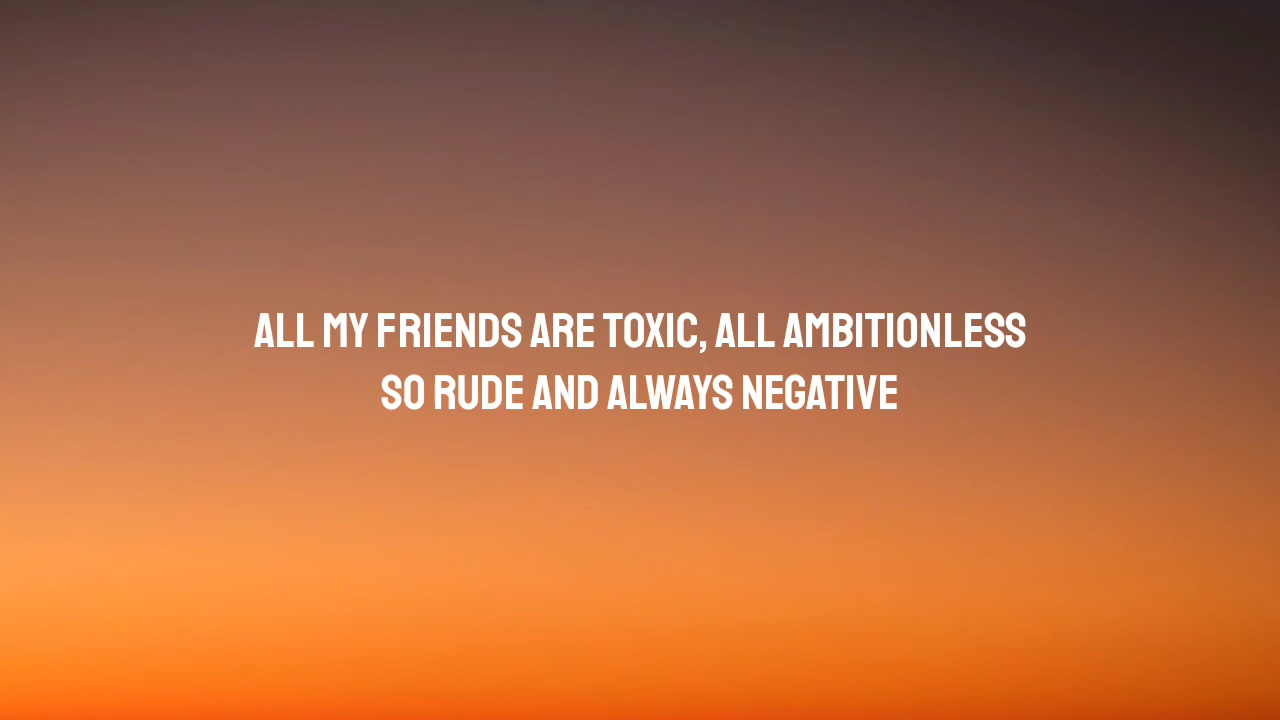 ALL MY FRIENDS ARE TOXIC, ALL AMBITIONLESS
SO RUDE AND ALWAYS NEGATIVE